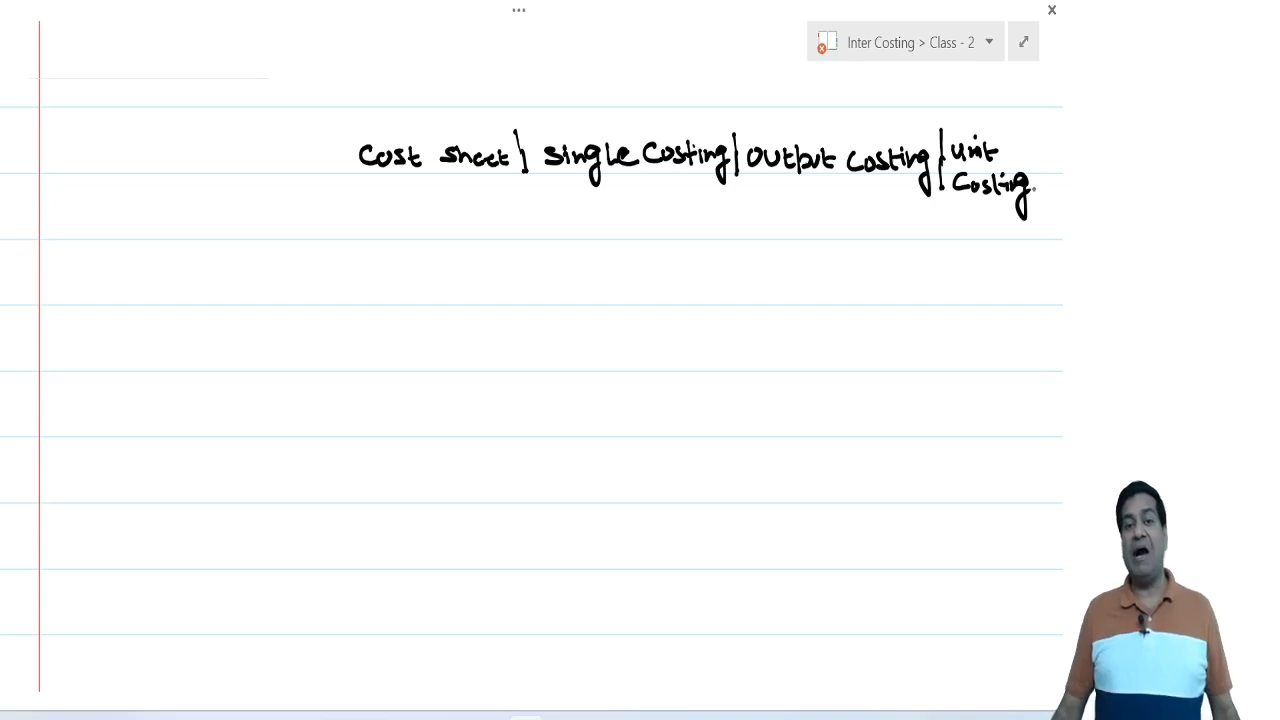 Inter Costing > Class - 2
Cost sheet | Single Costing | Output Costing | Unit
Costing